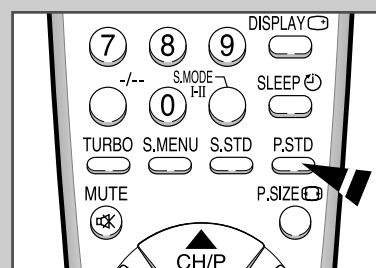 DISPLAY
7 8 9
-/-- S.MODE SLEEP
I-II
0
TURBO S.MENU S.STD P.STD
MUTE P.SIZE
CH/P